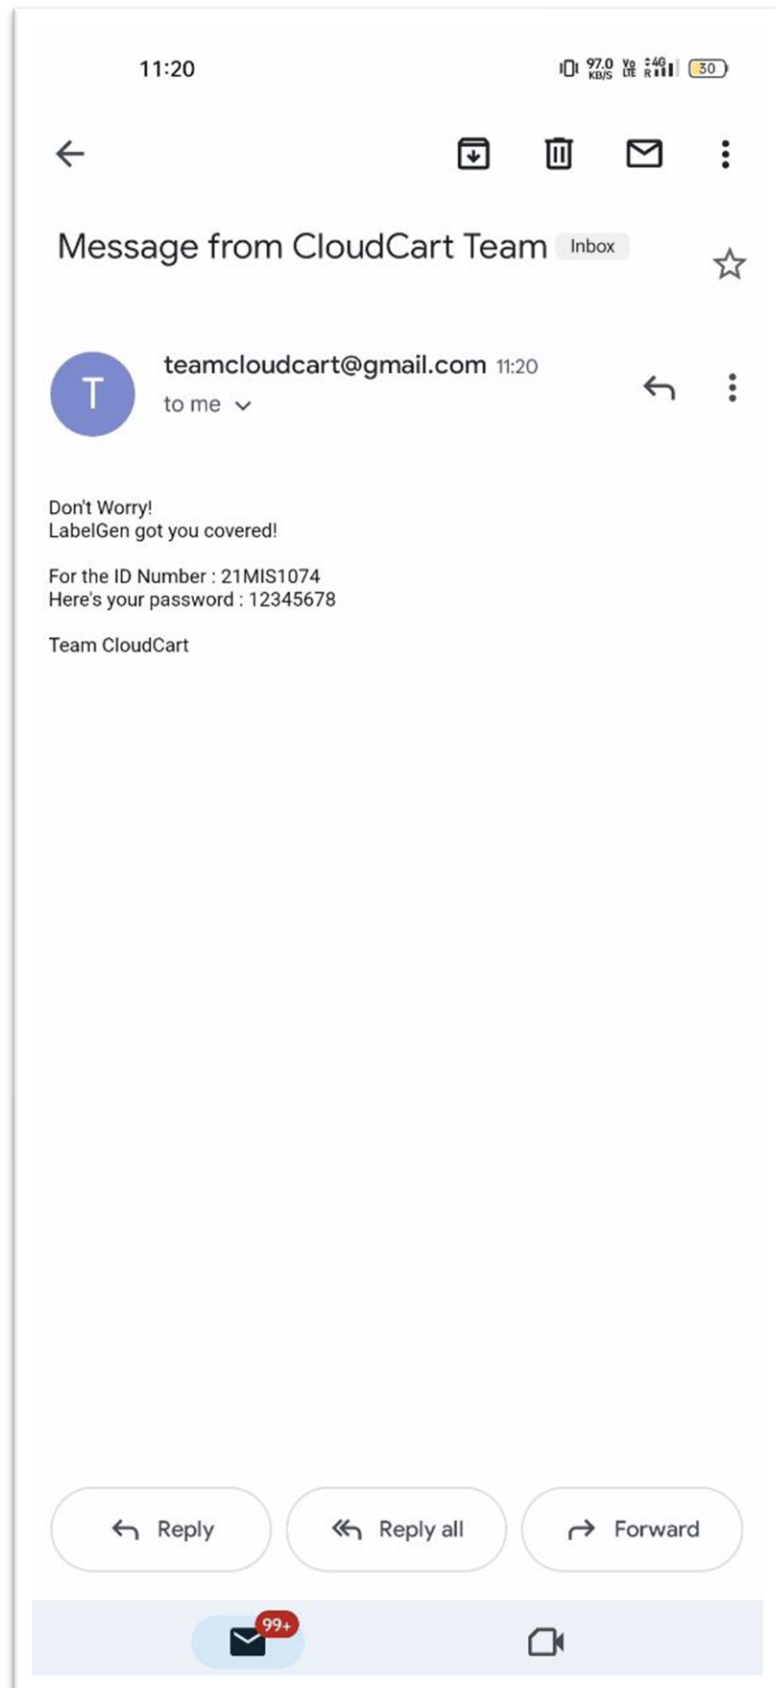 11:20
97.0 KB/S Vo LTE 4G R 30
Message from CloudCart Team Inbox
T
teamcloudcart@gmail.com 11:20
to me
Don't Worry!
LabelGen got you covered!
For the ID Number : 21MIS1074
Here's your password : 12345678
Team CloudCart
Reply Reply all Forward
99+